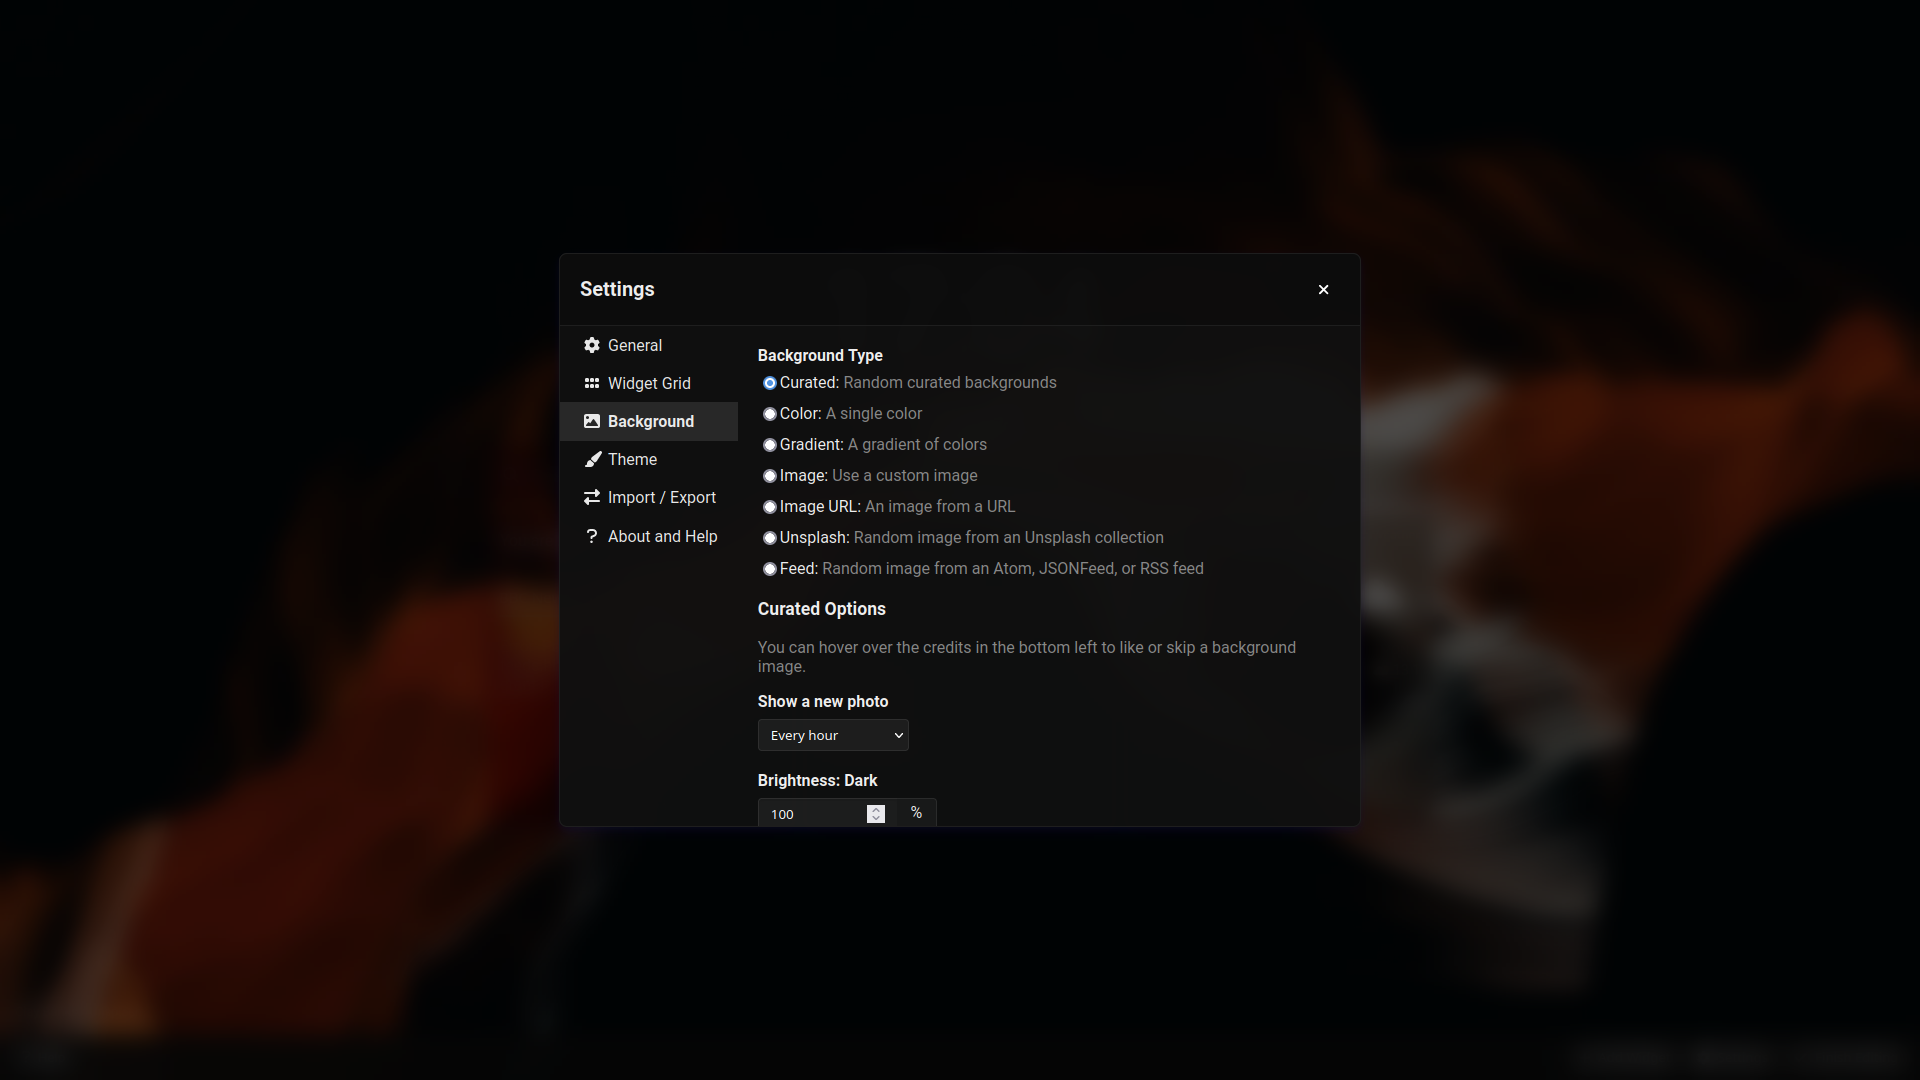 Settings
General
Widget Grid
Background
Theme
Import / Export
About and Help
Background Type
Curated: Random curated backgrounds
Color: A single color
Gradient: A gradient of colors
Image: Use a custom image
Image URL: An image from a URL
Unsplash: Random image from an Unsplash collection
Feed: Random image from an Atom, JSONFeed, or RSS feed
Curated Options
You can hover over the credits in the bottom left to like or skip a background
image.
Show a new photo
Every hour
Brightness: Dark
100 %